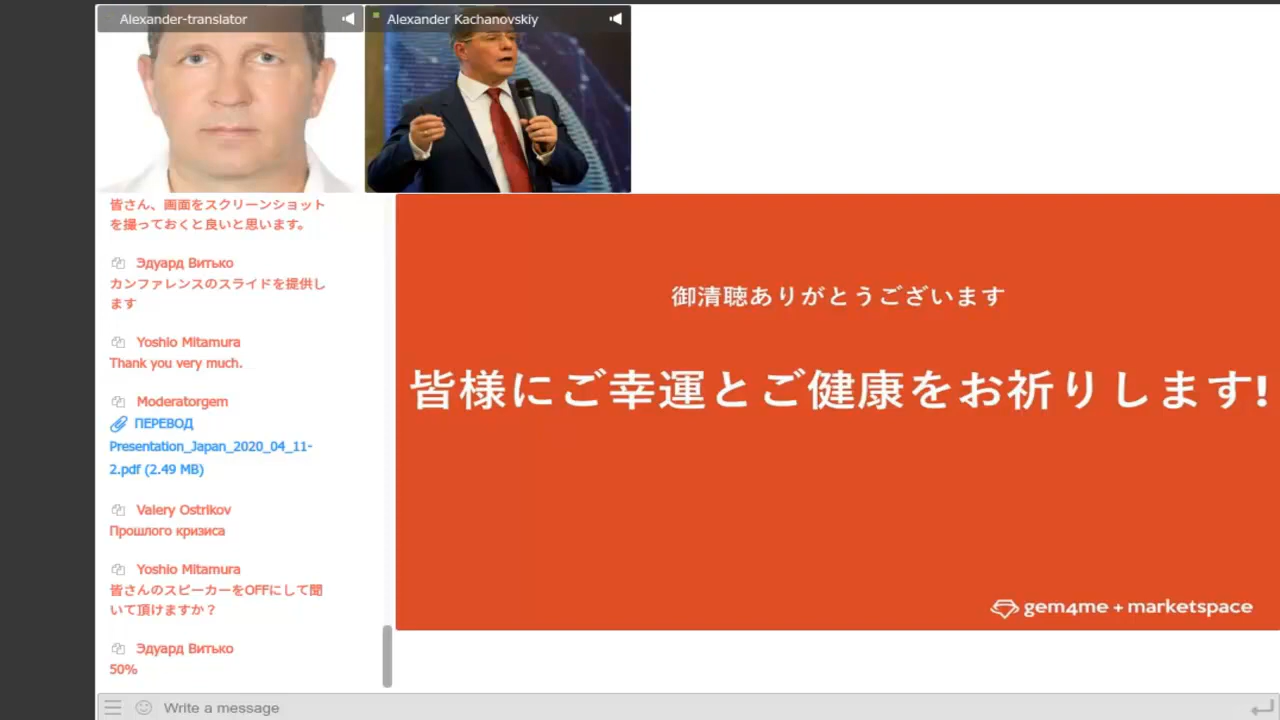 Alexander-translator
Alexander Kachanovskiy
皆さん、画面をスクリーンショット
を撮っておくと良いと思います。
Эдуард Витько
カンファレンスのスライドを提供し
ます
Yoshio Mitamura
Thank you very much.
Moderatorgem
ПЕРЕВОД
Presentation_Japan_2020_04_11-
2.pdf (2.49 MB)
Valery Ostrikov
Прошлого кризиса
Yoshio Mitamura
皆さんのスピーカーをOFFにして聞
いて頂けますか？
Эдуард Витько
50%
Write a message
御清聴ありがとうございます
皆様にご幸運とご健康をお祈りします!
gem4me + marketspace